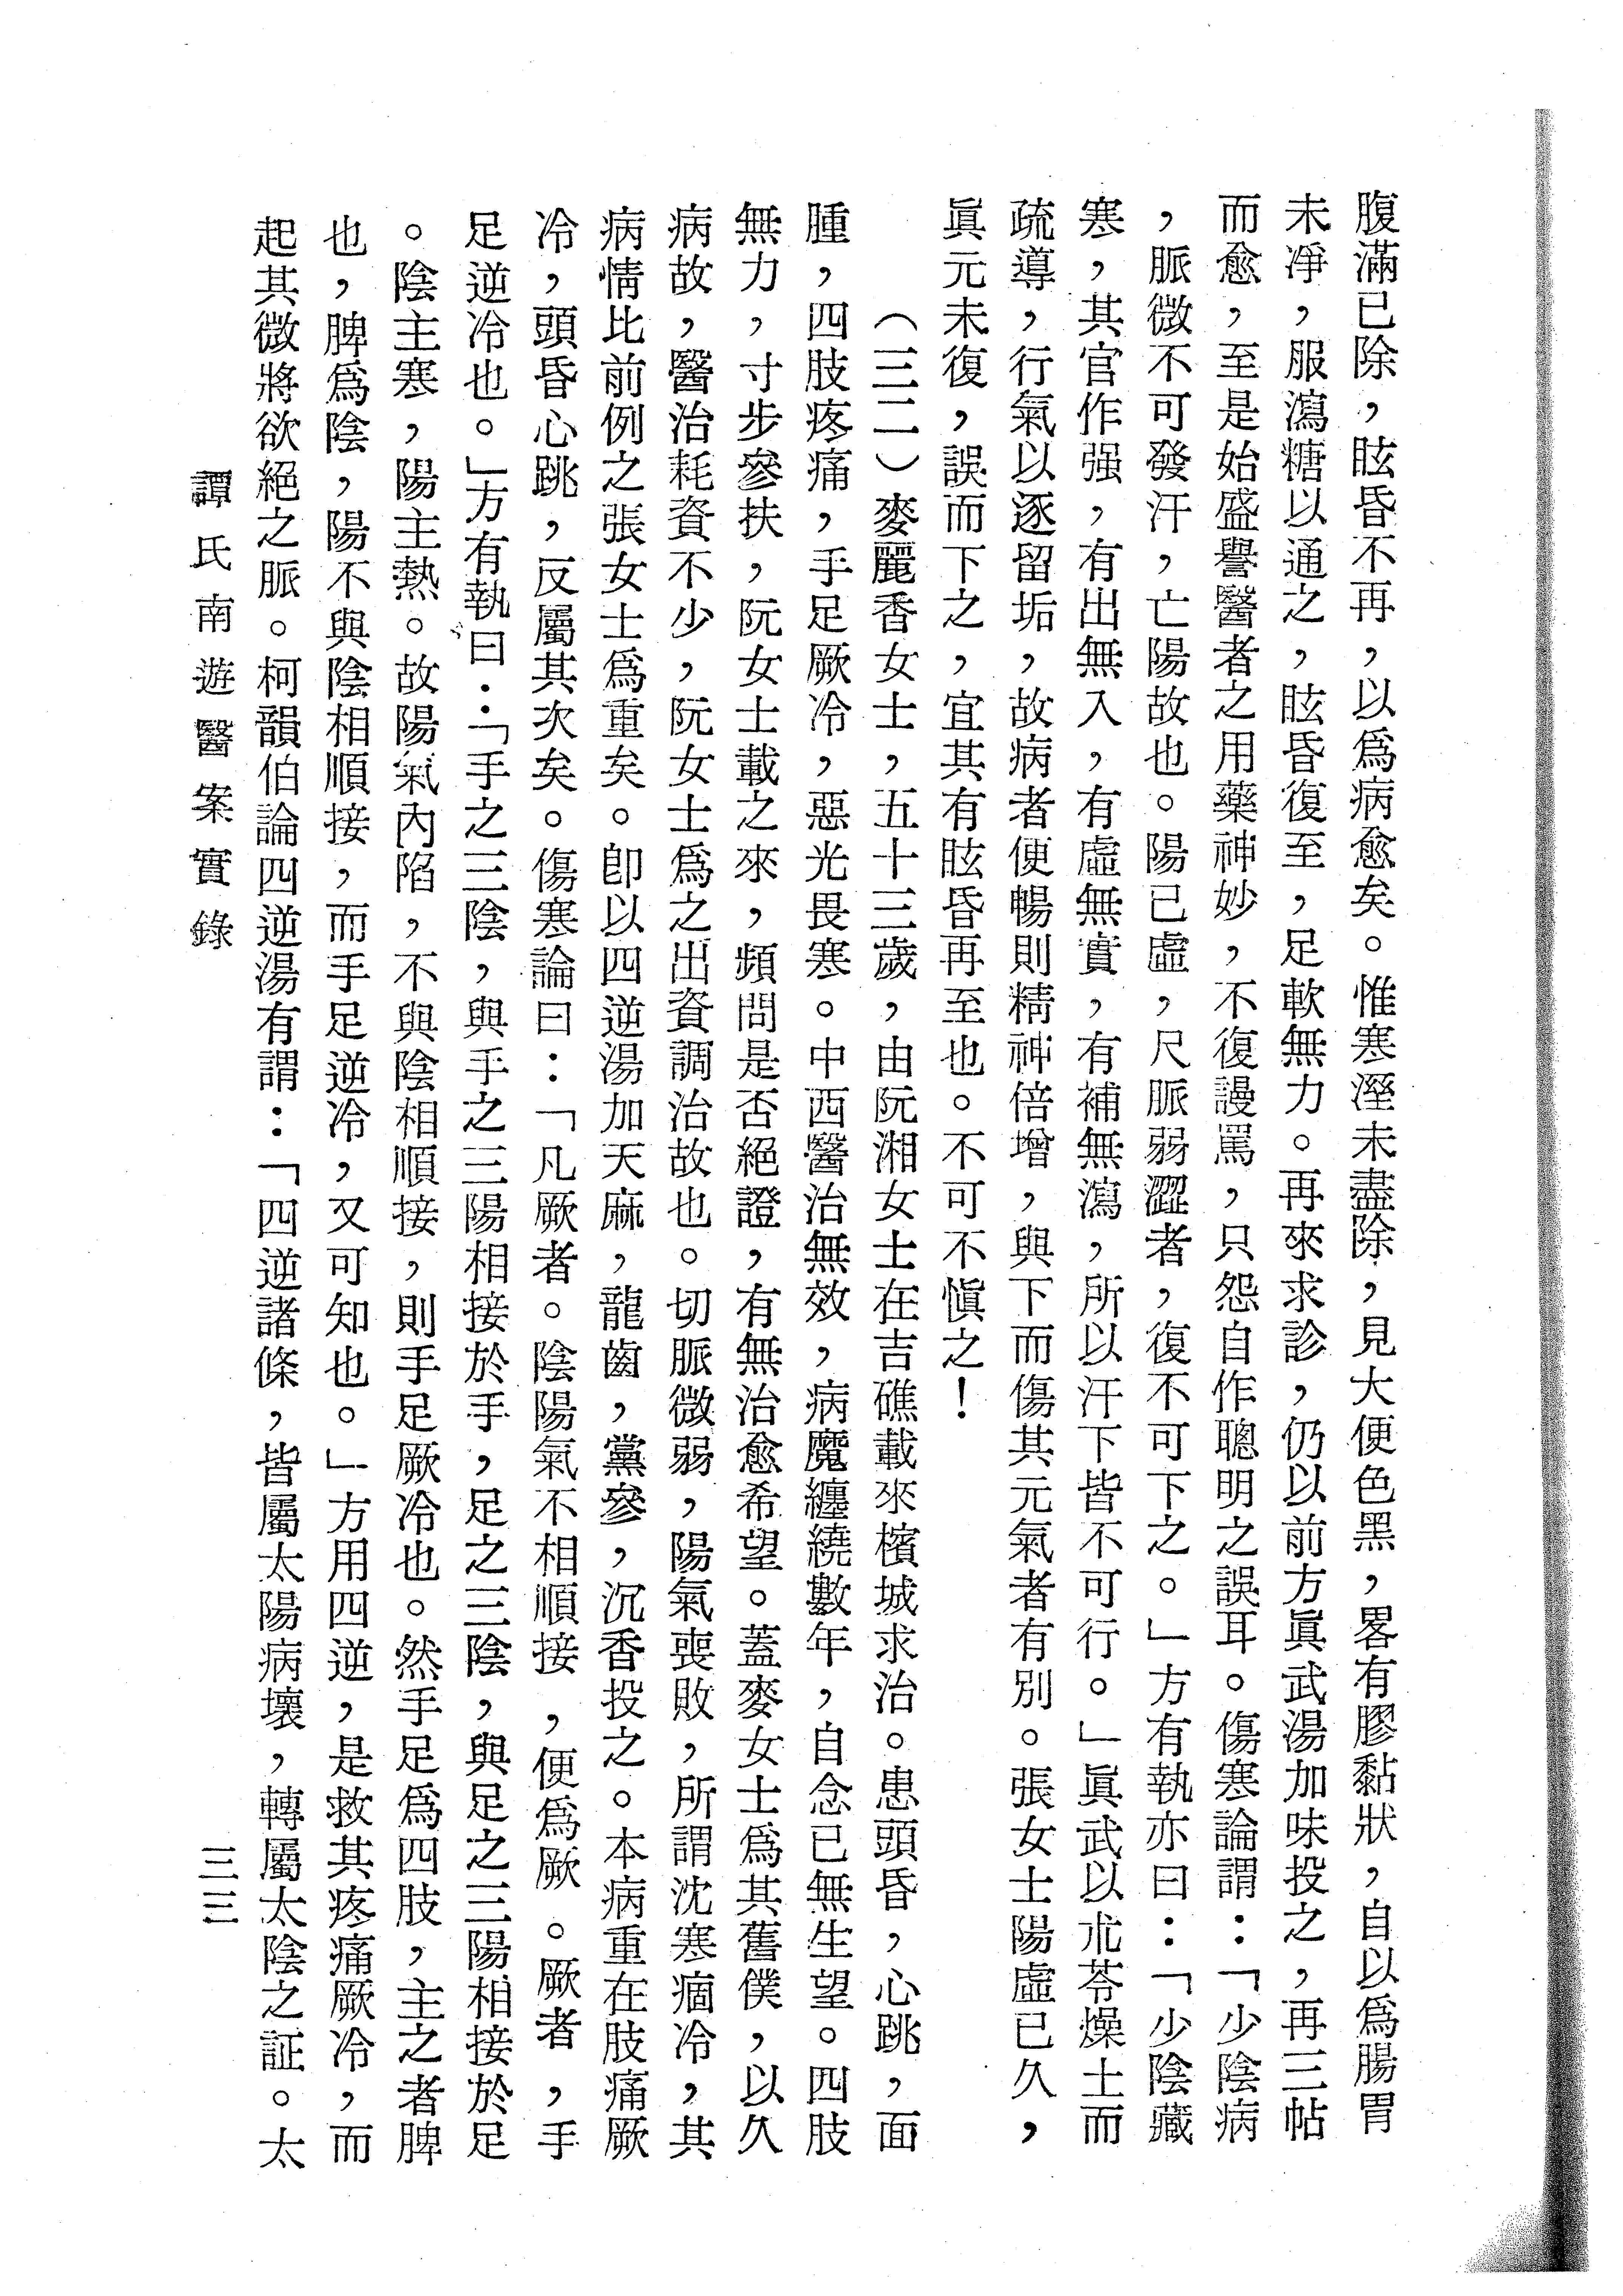 腹滿已除，眩昏不再，以爲病愈矣。惟寒溼未盡除，見大便色黑，畧有膠黏狀，自以爲腸胃
未凈，服瀉糖以通之，眩昏復至，足軟無力。再來求診，仍以前方眞武湯加味投之，再三帖
而愈，至是始盛譽醫者之用藥神妙，不復謾罵，只怨自作聰明之誤耳。傷寒論謂：「少陰病
，脈微不可發汗，亡陽故也。陽已虛，尺脈弱澀者，復不可下之。」方有執亦曰：「少陰藏
寒，其官作强，有出無入，有虛無實，有補無瀉，所以汗下皆不可行。」眞武以朮苓燥土而
疏導，行氣以逐留垢，故病者便暢則精神倍增，與下而傷其元氣者有別。張女士陽虛已久，
眞元未復，誤而下之，宜其有眩昏再至也。不可不愼之！
（三二）麥麗香女士，五十三歲，由阮湘女士在吉礁載來檳城求治。患頭昏，心跳，面
腫，四肢疼痛，手足厥冷，惡光畏寒。中西醫治無效，病魔纏繞數年，自念已無生望。四肢
無力，寸步參扶，阮女士載之來，頻問是否絕證，有無治愈希望。蓋麥女士爲其舊僕，以久
病故，醫治耗資不少，阮女士爲之出資調治故也。切脈微弱，陽氣喪敗，所謂沈寒痼冷，其
病情比前例之張女士爲重矣。卽以四逆湯加天麻，龍齒，黨參，沉香投之。本病重在肢痛厥
冷，頭昏心跳，反屬其次矣。傷寒論曰：「凡厥者。陰陽氣不相順接，便爲厥。厥者，手
足逆冷也。」方有執曰：「手之三陰，與手之三陽相接於手，足之三陰，與足之三陽相接於足
。陰主寒，陽主熱。故陽氣內陷，不與陰相順接，則手足厥冷也。然手足爲四肢，主之者脾
也，脾爲陰，陽不與陰相順接，而手足逆冷，又可知也。」方用四逆，是救其疼痛厥冷，而
起其微將欲絕之脈。柯韻伯論四逆湯有謂：「四逆諸條，皆屬太陽病壞，轉屬太陰之証。太
譚氏南遊醫案實錄
三三